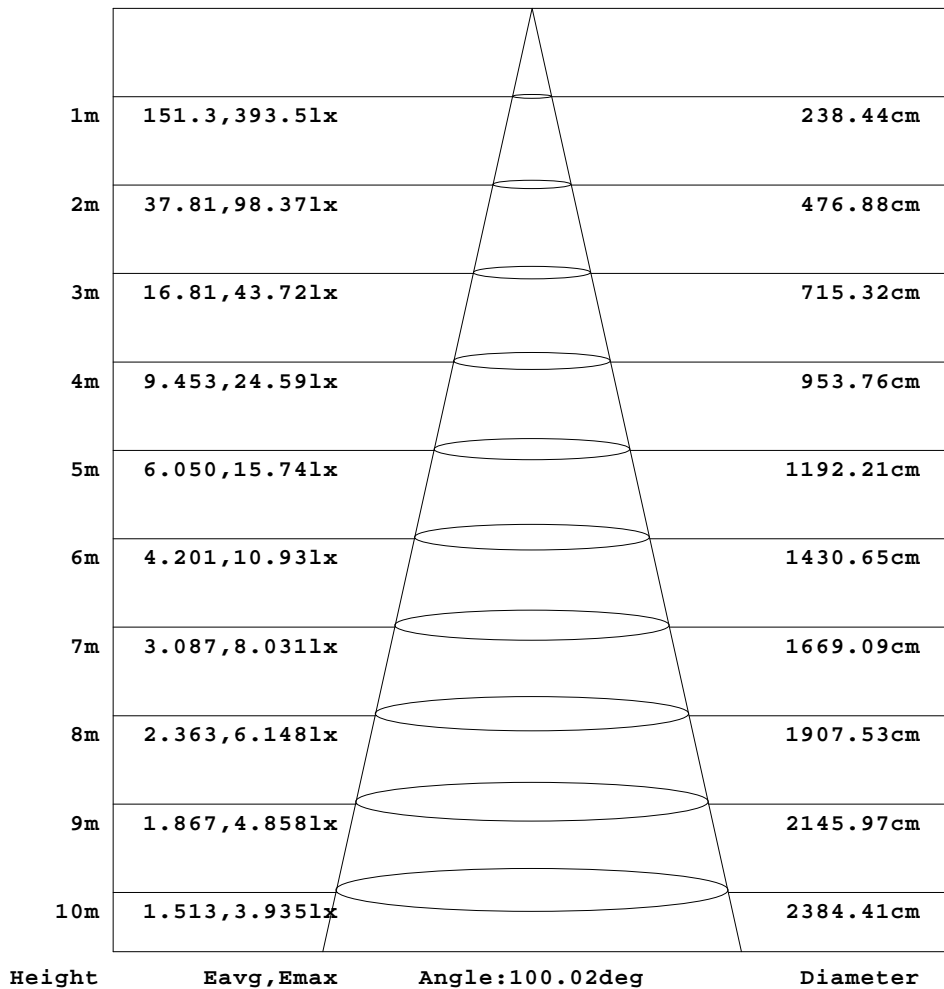 1m 151.3,393.5lx 238.44cm
2m 37.81,98.37lx 476.88cm
3m 16.81,43.72lx 715.32cm
4m 9.453,24.59lx 953.76cm
5m 6.050,15.74lx 1192.21cm
6m 4.201,10.93lx 1430.65cm
7m 3.087,8.031lx 1669.09cm
8m 2.363,6.148lx 1907.53cm
9m 1.867,4.858lx 2145.97cm
10m 1.513,3.935lx 2384.41cm
Height Eavg,Emax Angle:100.02deg Diameter